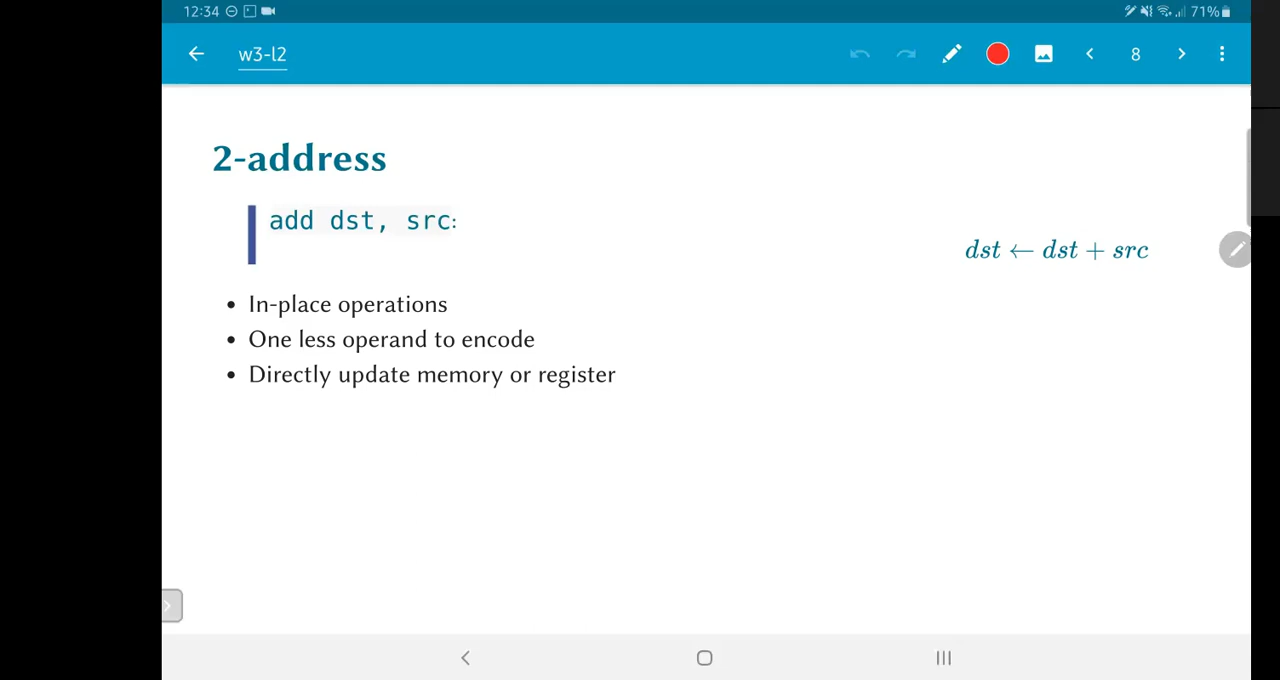 12:34 71%
w3-l2 8
2-address
add dst, src:
dst ← dst + src
• In-place operations
• One less operand to encode
• Directly update memory or register